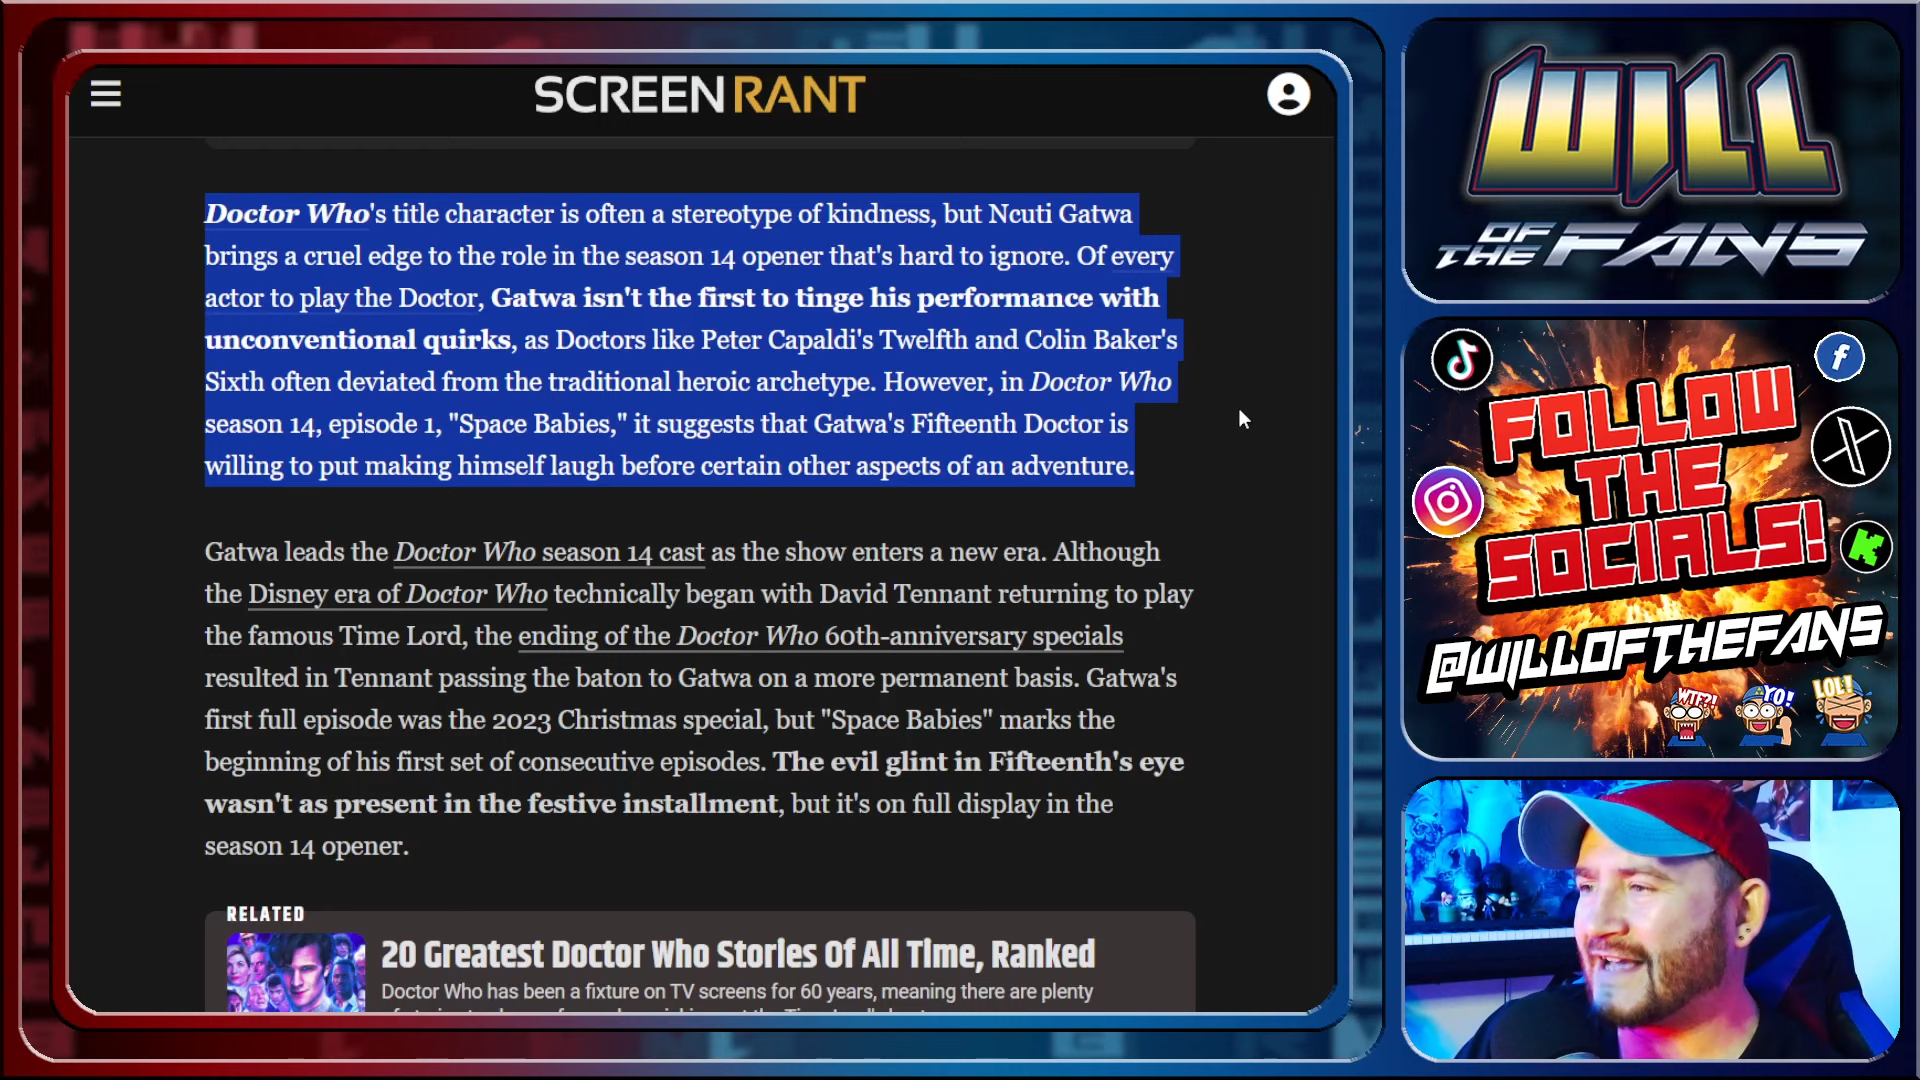 SCREENRANT
Doctor Who's title character is often a stereotype of kindness, but Ncuti Gatwa
brings a cruel edge to the role in the season 14 opener that's hard to ignore. Of every
actor to play the Doctor, Gatwa isn't the first to tinge his performance with
unconventional quirks, as Doctors like Peter Capaldi's Twelfth and Colin Baker's
Sixth often deviated from the traditional heroic archetype. However, in Doctor Who
season 14, episode 1, "Space Babies," it suggests that Gatwa's Fifteenth Doctor is
willing to put making himself laugh before certain other aspects of an adventure.
Gatwa leads the Doctor Who season 14 cast as the show enters a new era. Although
the Disney era of Doctor Who technically began with David Tennant returning to play
the famous Time Lord, the ending of the Doctor Who 60th-anniversary specials
resulted in Tennant passing the baton to Gatwa on a more permanent basis. Gatwa's
first full episode was the 2023 Christmas special, but "Space Babies" marks the
beginning of his first set of consecutive episodes. The evil glint in Fifteenth's eye
wasn't as present in the festive installment, but it's on full display in the
season 14 opener.
RELATED
20 Greatest Doctor Who Stories Of All Time, Ranked
Doctor Who has been a fixture on TV screens for 60 years, meaning there are plenty
WILL
OF THE FANS
FOLLOW
THE
SOCIALS!
@WILLOFTHEFANS
WTF?!
YO!
LOL!